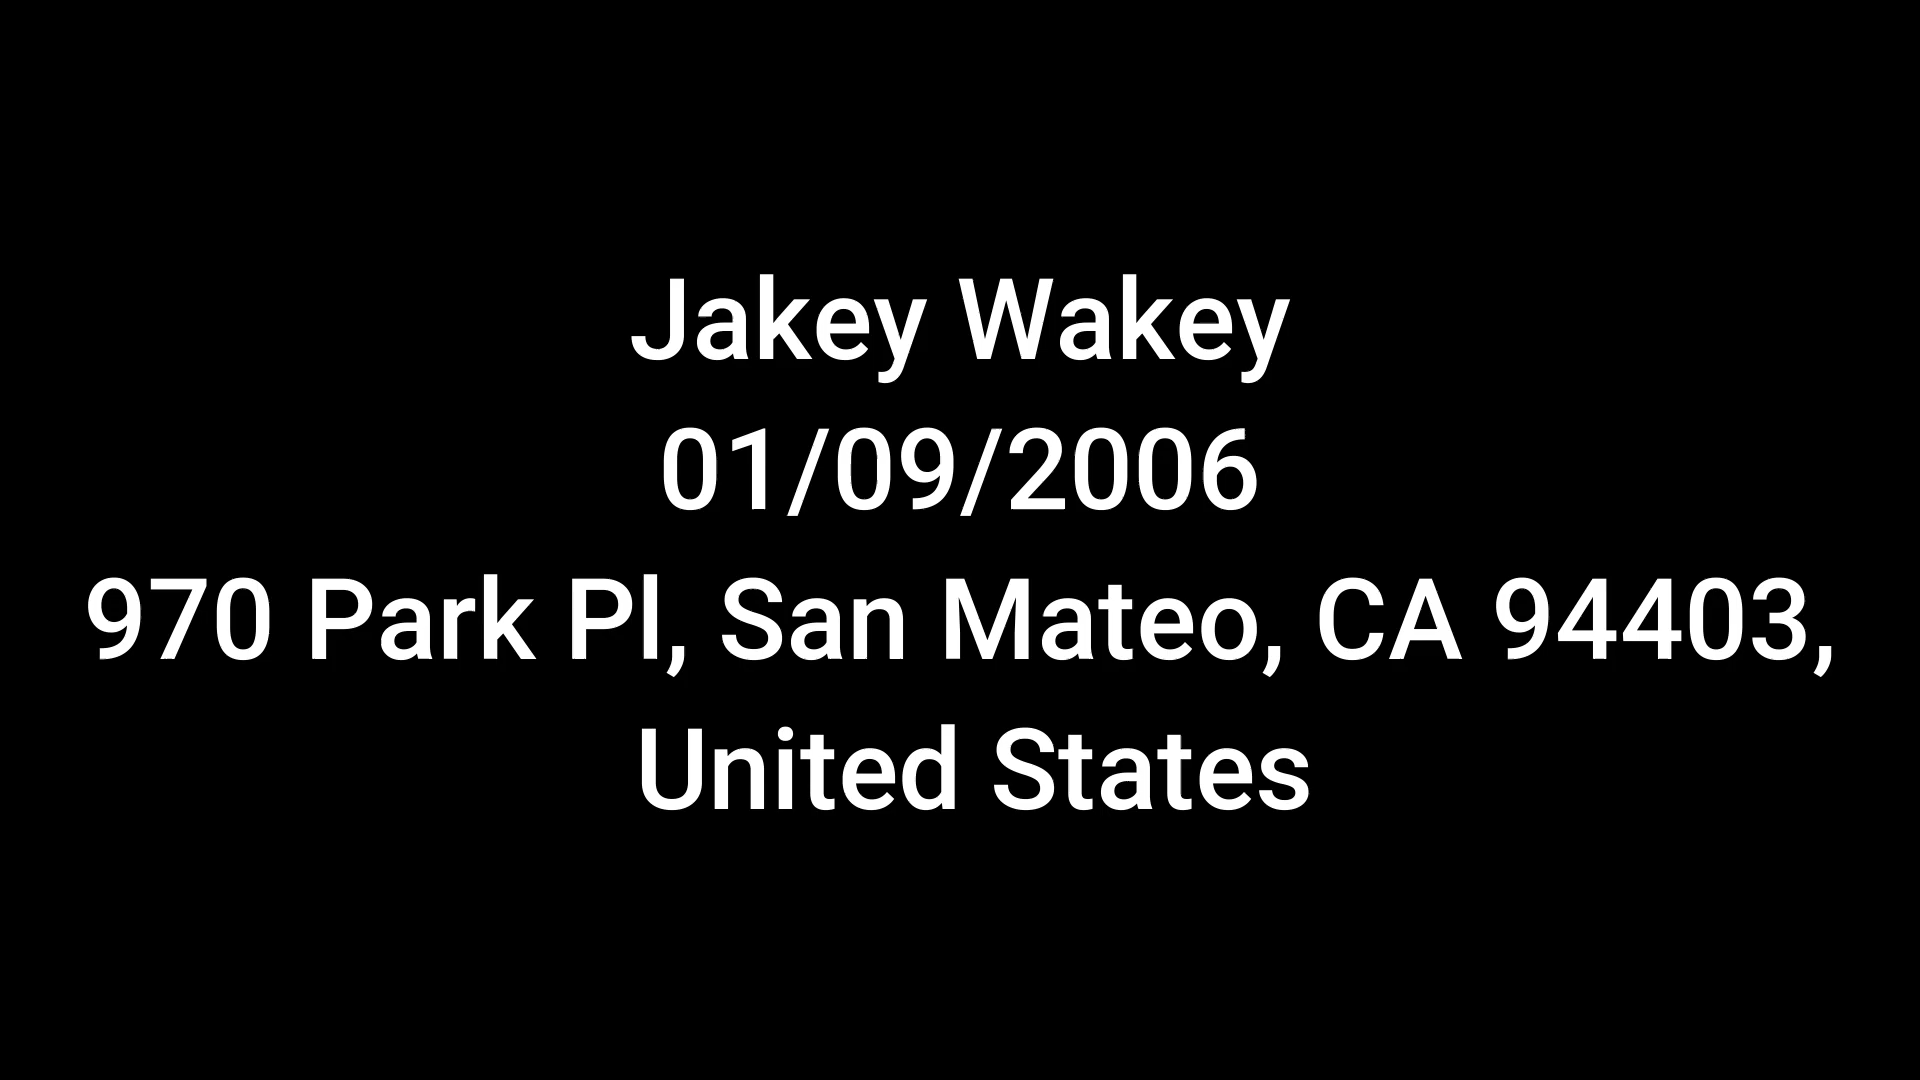 Jakey Wakey
01/09/2006
970 Park Pl, San Mateo, CA 94403,
United States